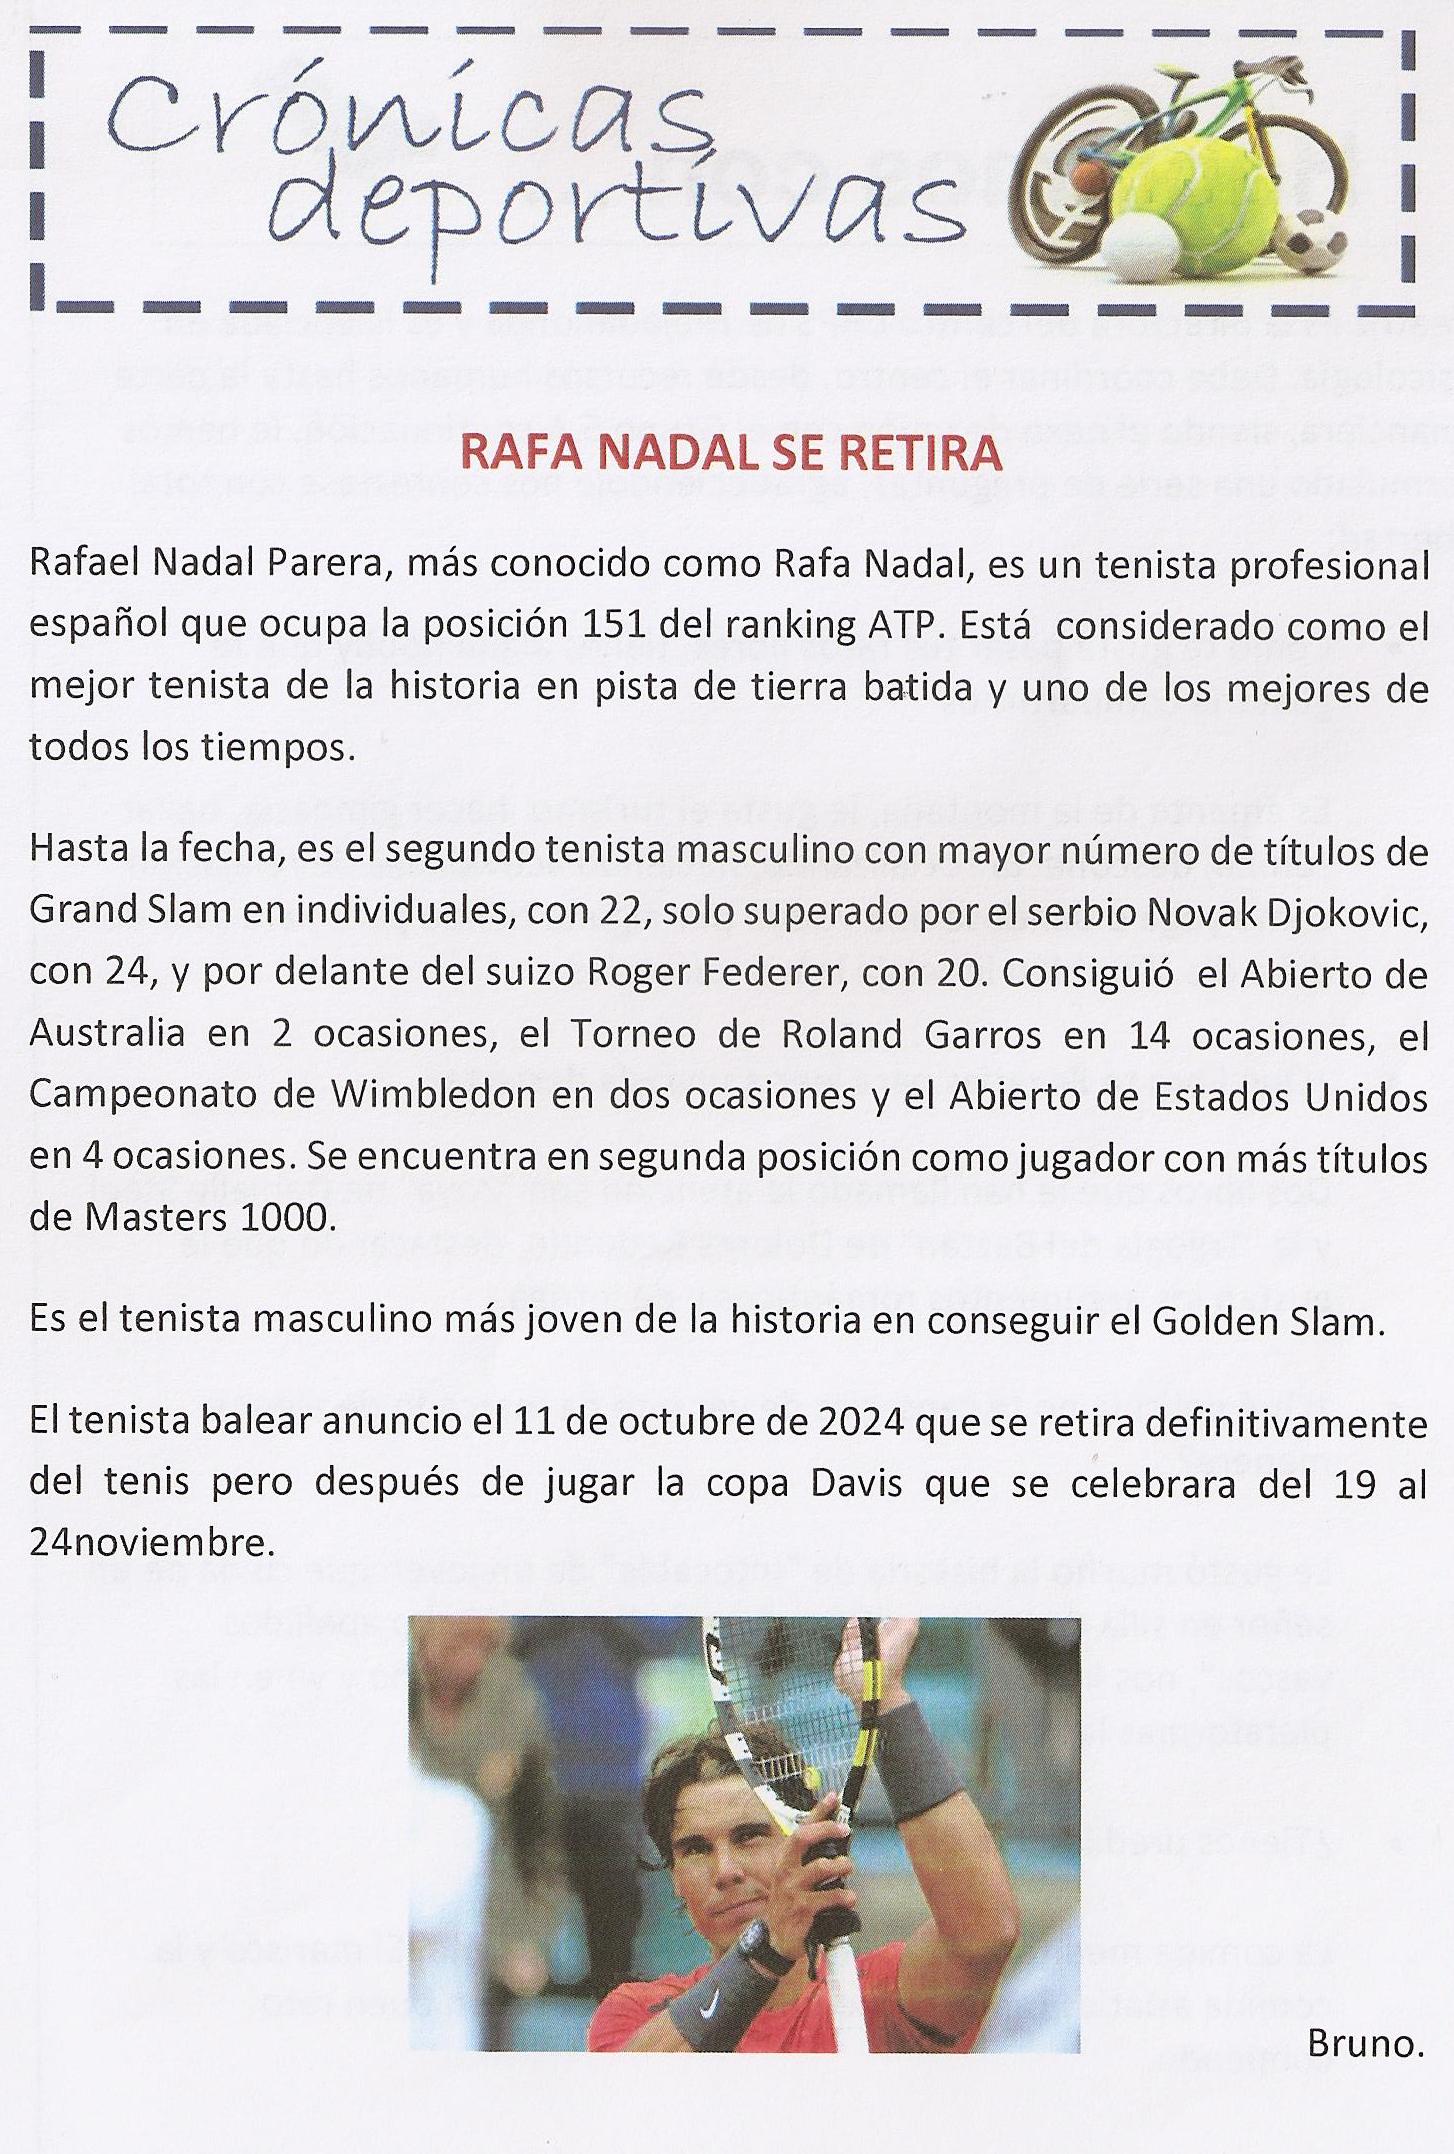 Crónicas
deportivas
RAFA NADAL SE RETIRA
Rafael Nadal Parera, más conocido como Rafa Nadal, es un tenista profesional
español que ocupa la posición 151 del ranking ATP. Está considerado como el
mejor tenista de la historia en pista de tierra batida y uno de los mejores de
todos los tiempos.
Hasta la fecha, es el segundo tenista masculino con mayor número de títulos de
Grand Slam en individuales, con 22, solo superado por el serbio Novak Djokovic,
con 24, y por delante del suizo Roger Federer, con 20. Consiguió el Abierto de
Australia en 2 ocasiones, el Torneo de Roland Garros en 14 ocasiones, el
Campeonato de Wimbledon en dos ocasiones y el Abierto de Estados Unidos
en 4 ocasiones. Se encuentra en segunda posición como jugador con más títulos
de Masters 1000.
Es el tenista masculino más joven de la historia en conseguir el Golden Slam.
El tenista balear anuncio el 11 de octubre de 2024 que se retira definitivamente
del tenis pero después de jugar la copa Davis que se celebrara del 19 al
24noviembre.
Bruno.